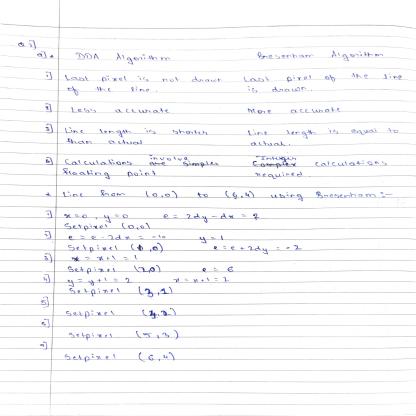 Q 1]
a] * DDA Algorithm Bresenham Algorithm
1] Last pixel is not drawn Last pixel of the line
of the line. is drawn.
2] Less accurate More accurate
3] Line length is shorter Line length is equal to
than actual actual.
4] Calculations involve Integer calculations
floating point required.
* Line from (0,0) to (6,4) using Bresenham:-
1] x=0, y=0 e = 2dy-dx = 2
Setpixel (0,0)
2] e = e-2dx = -10 y=1
Setpixel (1,0) e=e+2dy = -2
3] x = x+1 = 1
Setpixel (2,0) e = 6
4] y = y+1 = 2 x = x+1 = 2
Setpixel (3,2)
5]
Setpixel
6]
Setpixel (5,3)
7]
Setpixel (6,4)